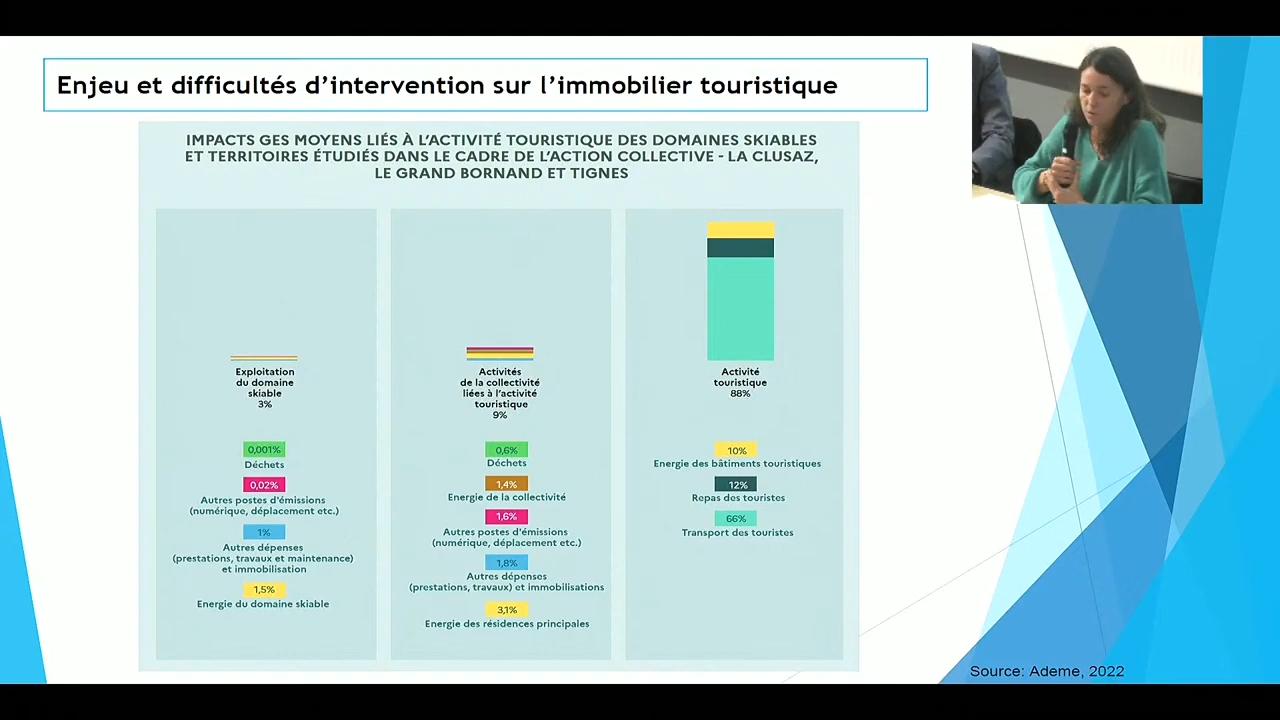 Enjeu et difficultés d’intervention sur l’immobilier touristique
IMPACTS GES MOYENS LIÉS À L’ACTIVITÉ TOURISTIQUE DES DOMAINES SKIABLES
ET TERRITOIRES ÉTUDIÉS DANS LE CADRE DE L’ACTION COLLECTIVE - LA CLUSAZ,
LE GRAND BORNAND ET TIGNES
Exploitation
du domaine
skiable
3%
0,001%
Déchets
0,02%
Autres postes d'émissions
(numérique, déplacement etc.)
1%
Autres dépenses
(prestations, travaux et maintenance)
et immobilisation
1,5%
Energie du domaine skiable
Activités
de la collectivité
liées à l’activité
touristique
9%
0,6%
Déchets
1,4%
Energie de la collectivité
1,6%
Autres postes d'émissions
(numérique, déplacement etc.)
1,8%
Autres dépenses
(prestations, travaux) et immobilisations
3,1%
Energie des résidences principales
Activité
touristique
88%
10%
Energie des bâtiments touristiques
12%
Repas des touristes
66%
Transport des touristes
Source: Ademe, 2022